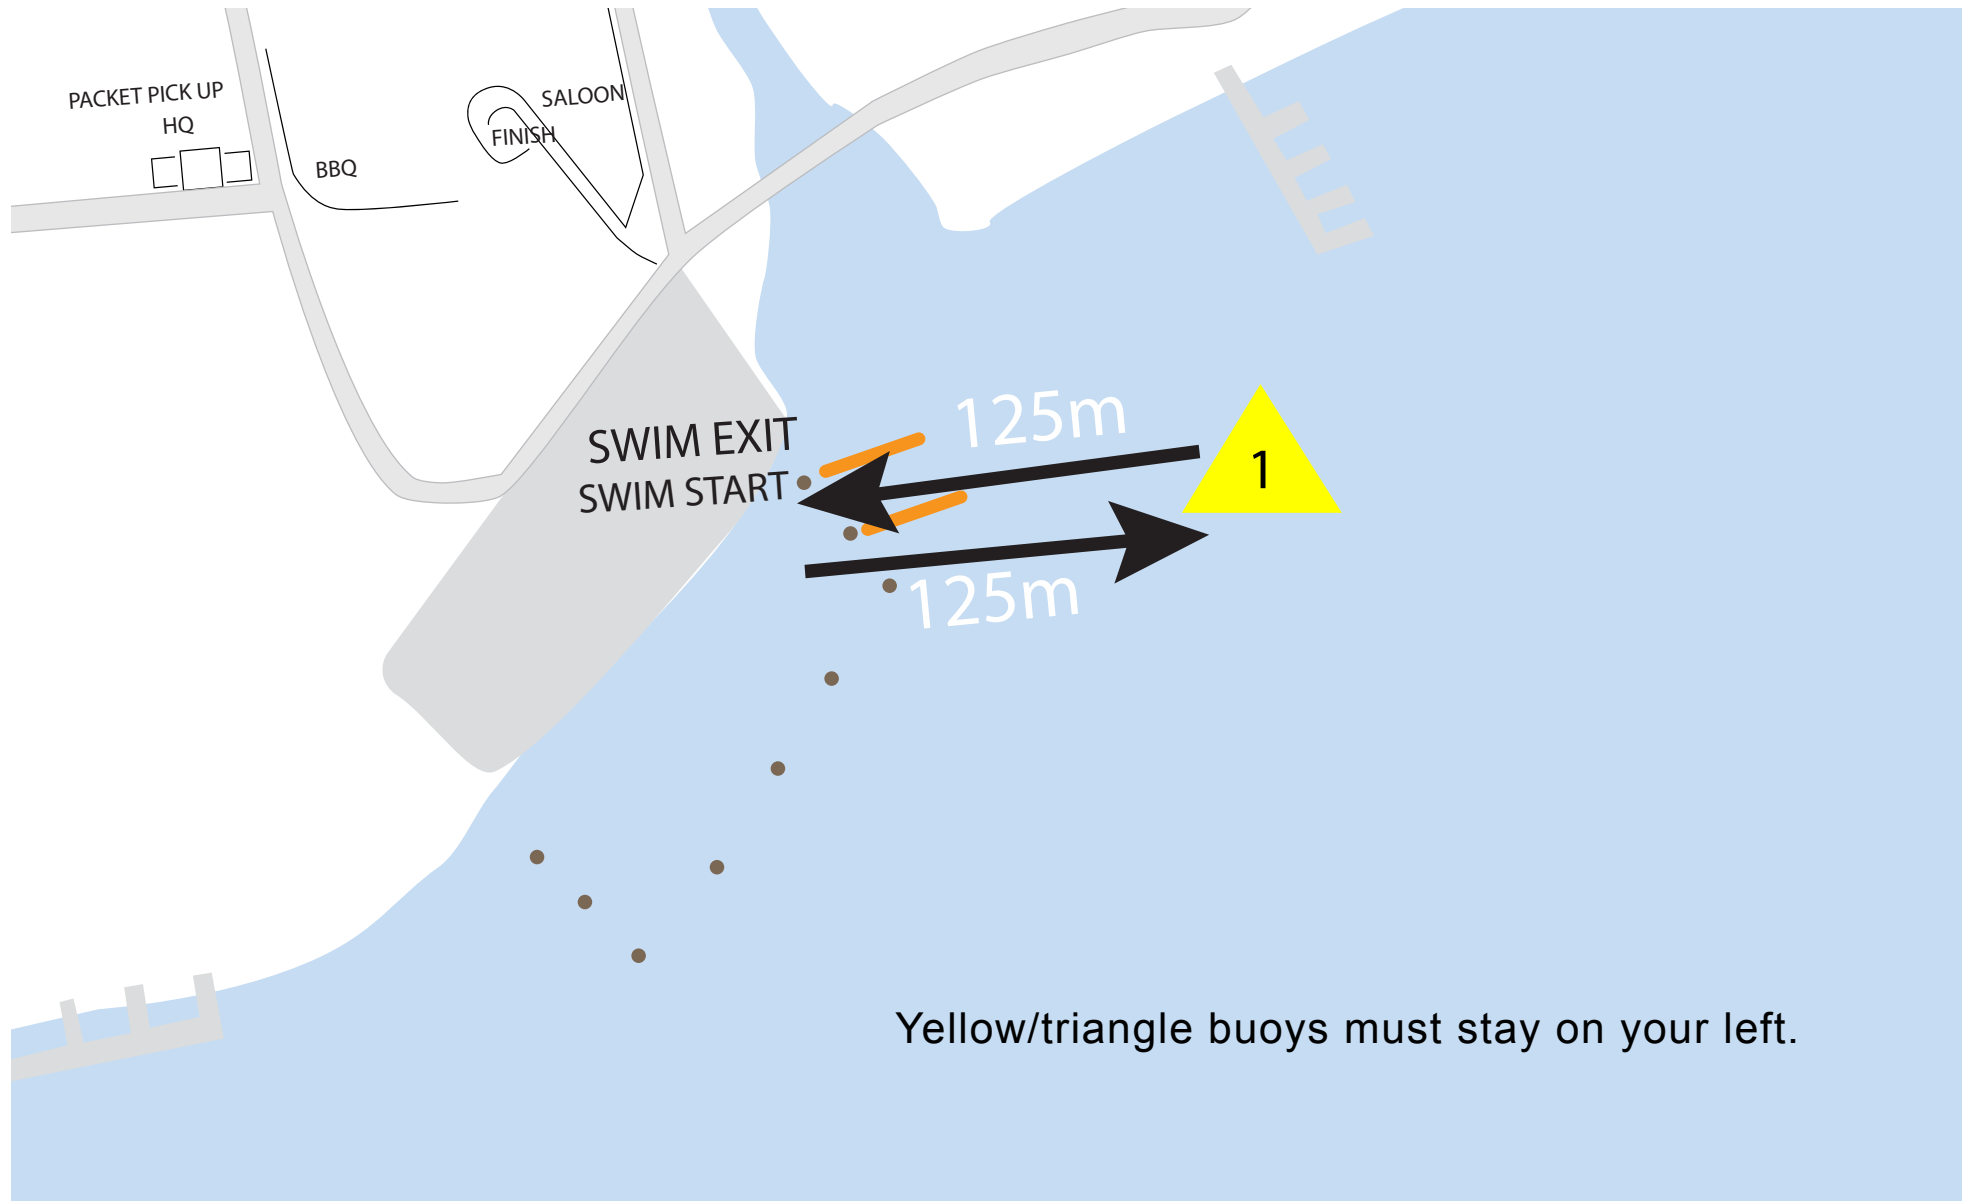 PACKET PICK UP
HQ
BBQ
SALOON
FINISH
SWIM EXIT
SWIM START
125m
1
125m
Yellow/triangle buoys must stay on your left.